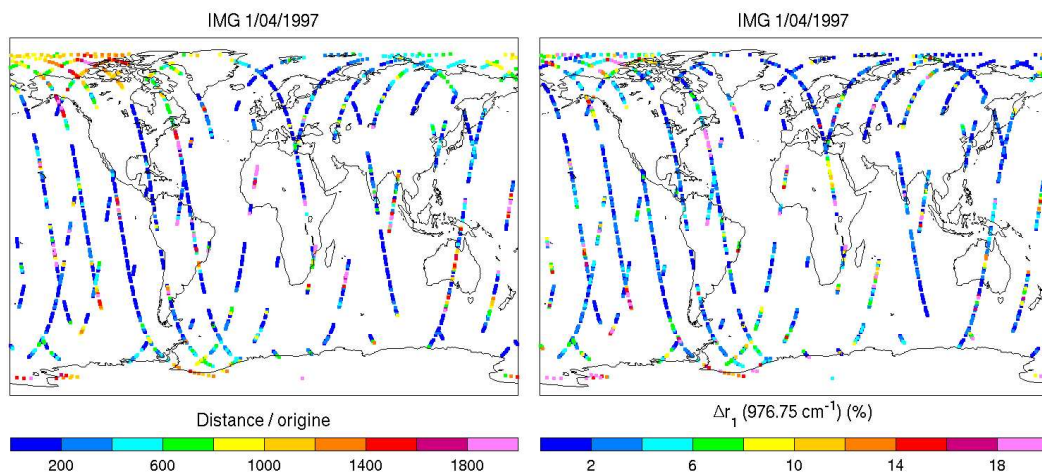 IMG 1/04/1997
IMG 1/04/1997
Distance / origine
Δr₁ (976.75 cm⁻¹) (%)
200 600 1000 1400 1800
2 6 10 14 18